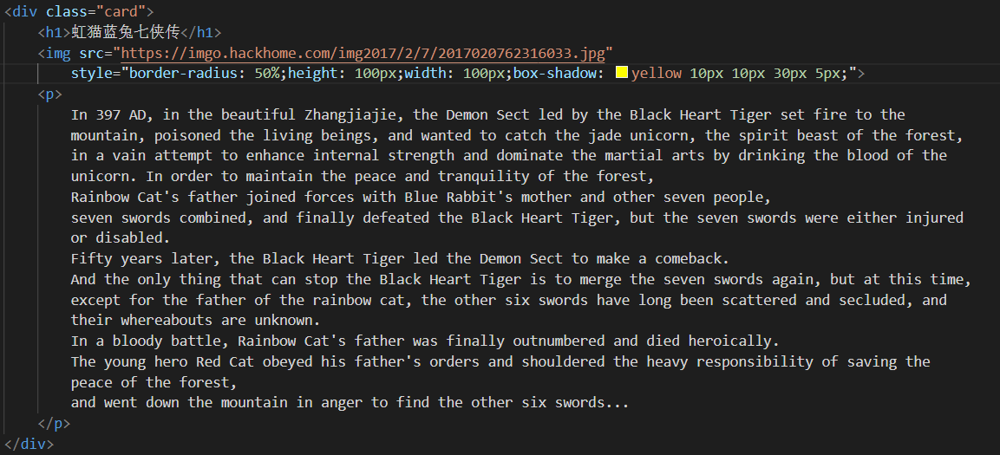 <div class="card">
<h1>虹猫蓝兔七侠传</h1>
<img src="https://imgo.hackhome.com/img2017/2/7/2017020762316033.jpg"
style="border-radius: 50%;height: 100px;width: 100px;box-shadow: yellow 10px 10px 30px 5px;">
<p>
In 397 AD, in the beautiful Zhangjiajie, the Demon Sect led by the Black Heart Tiger set fire to the
mountain, poisoned the living beings, and wanted to catch the jade unicorn, the spirit beast of the forest,
in a vain attempt to enhance internal strength and dominate the martial arts by drinking the blood of the
unicorn. In order to maintain the peace and tranquility of the forest,
Rainbow Cat's father joined forces with Blue Rabbit's mother and other seven people,
seven swords combined, and finally defeated the Black Heart Tiger, but the seven swords were either injured
or disabled.
Fifty years later, the Black Heart Tiger led the Demon Sect to make a comeback.
And the only thing that can stop the Black Heart Tiger is to merge the seven swords again, but at this time,
except for the father of the rainbow cat, the other six swords have long been scattered and secluded, and
their whereabouts are unknown.
In a bloody battle, Rainbow Cat's father was finally outnumbered and died heroically.
The young hero Red Cat obeyed his father's orders and shouldered the heavy responsibility of saving the
peace of the forest,
and went down the mountain in anger to find the other six swords...
</p>
</div>